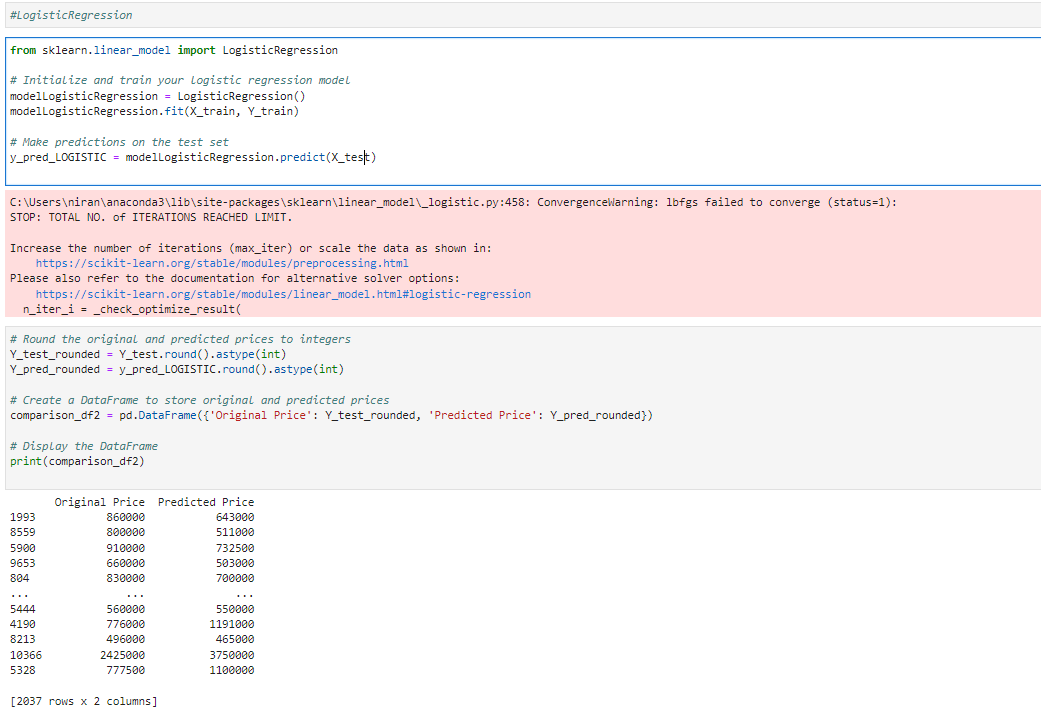 #LogisticRegression
from sklearn.linear_model import LogisticRegression
# Initialize and train your logistic regression model
modelLogisticRegression = LogisticRegression()
modelLogisticRegression.fit(X_train, Y_train)
# Make predictions on the test set
y_pred_LOGISTIC = modelLogisticRegression.predict(X_test)
C:\Users\niran\anaconda3\lib\site-packages\sklearn\linear_model\_logistic.py:458: ConvergenceWarning: lbfgs failed to converge (status=1):
STOP: TOTAL NO. of ITERATIONS REACHED LIMIT.
Increase the number of iterations (max_iter) or scale the data as shown in:
    https://scikit-learn.org/stable/modules/preprocessing.html
Please also refer to the documentation for alternative solver options:
    https://scikit-learn.org/stable/modules/linear_model.html#logistic-regression
  n_iter_i = _check_optimize_result(
# Round the original and predicted prices to integers
Y_test_rounded = Y_test.round().astype(int)
Y_pred_rounded = y_pred_LOGISTIC.round().astype(int)
# Create a DataFrame to store original and predicted prices
comparison_df2 = pd.DataFrame({'Original Price': Y_test_rounded, 'Predicted Price': Y_pred_rounded})
# Display the DataFrame
print(comparison_df2)
       Original Price  Predicted Price
1993           860000           643000
8559           800000           511000
5900           910000           732500
9653           660000           503000
804            830000           700000
...               ...              ...
5444           560000           550000
4190           776000          1191000
8213           496000           465000
10366         2425000          3750000
5328           777500          1100000
[2037 rows x 2 columns]